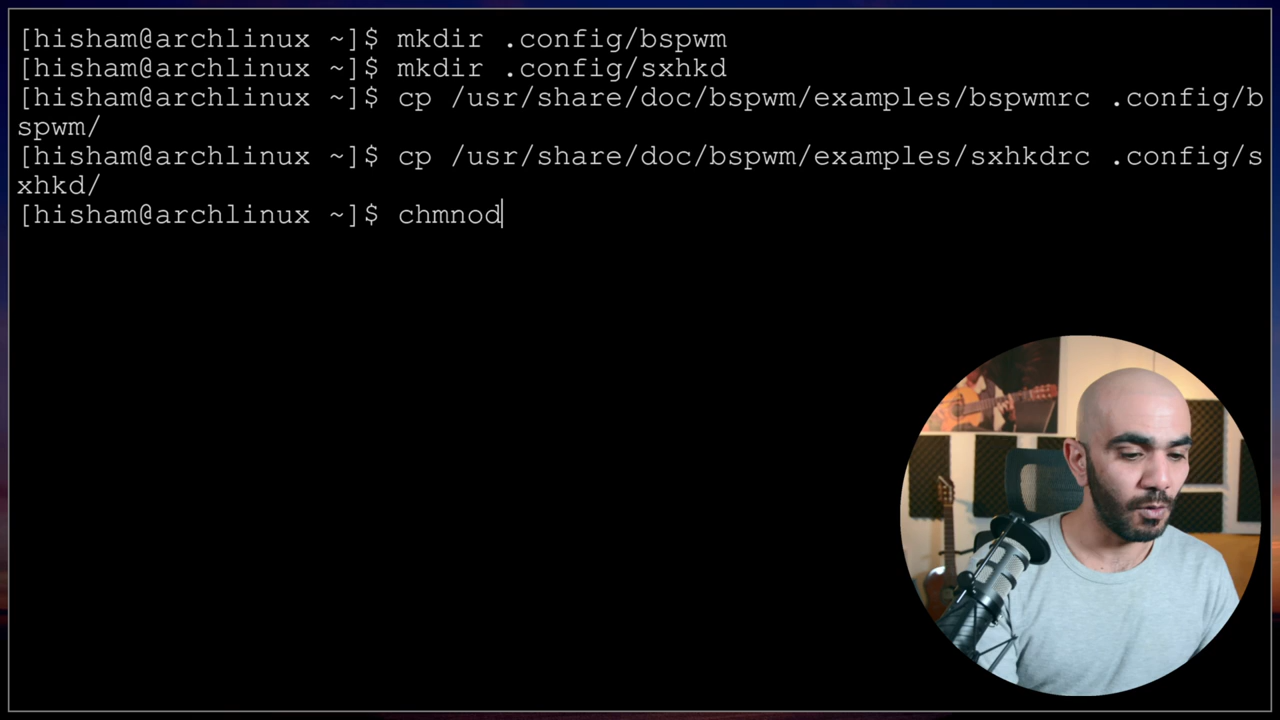 [hisham@archlinux ~]$ mkdir .config/bspwm
[hisham@archlinux ~]$ mkdir .config/sxhkd
[hisham@archlinux ~]$ cp /usr/share/doc/bspwm/examples/bspwmrc .config/b
spwm/
[hisham@archlinux ~]$ cp /usr/share/doc/bspwm/examples/sxhkdrc .config/s
xhkd/
[hisham@archlinux ~]$ chmnod